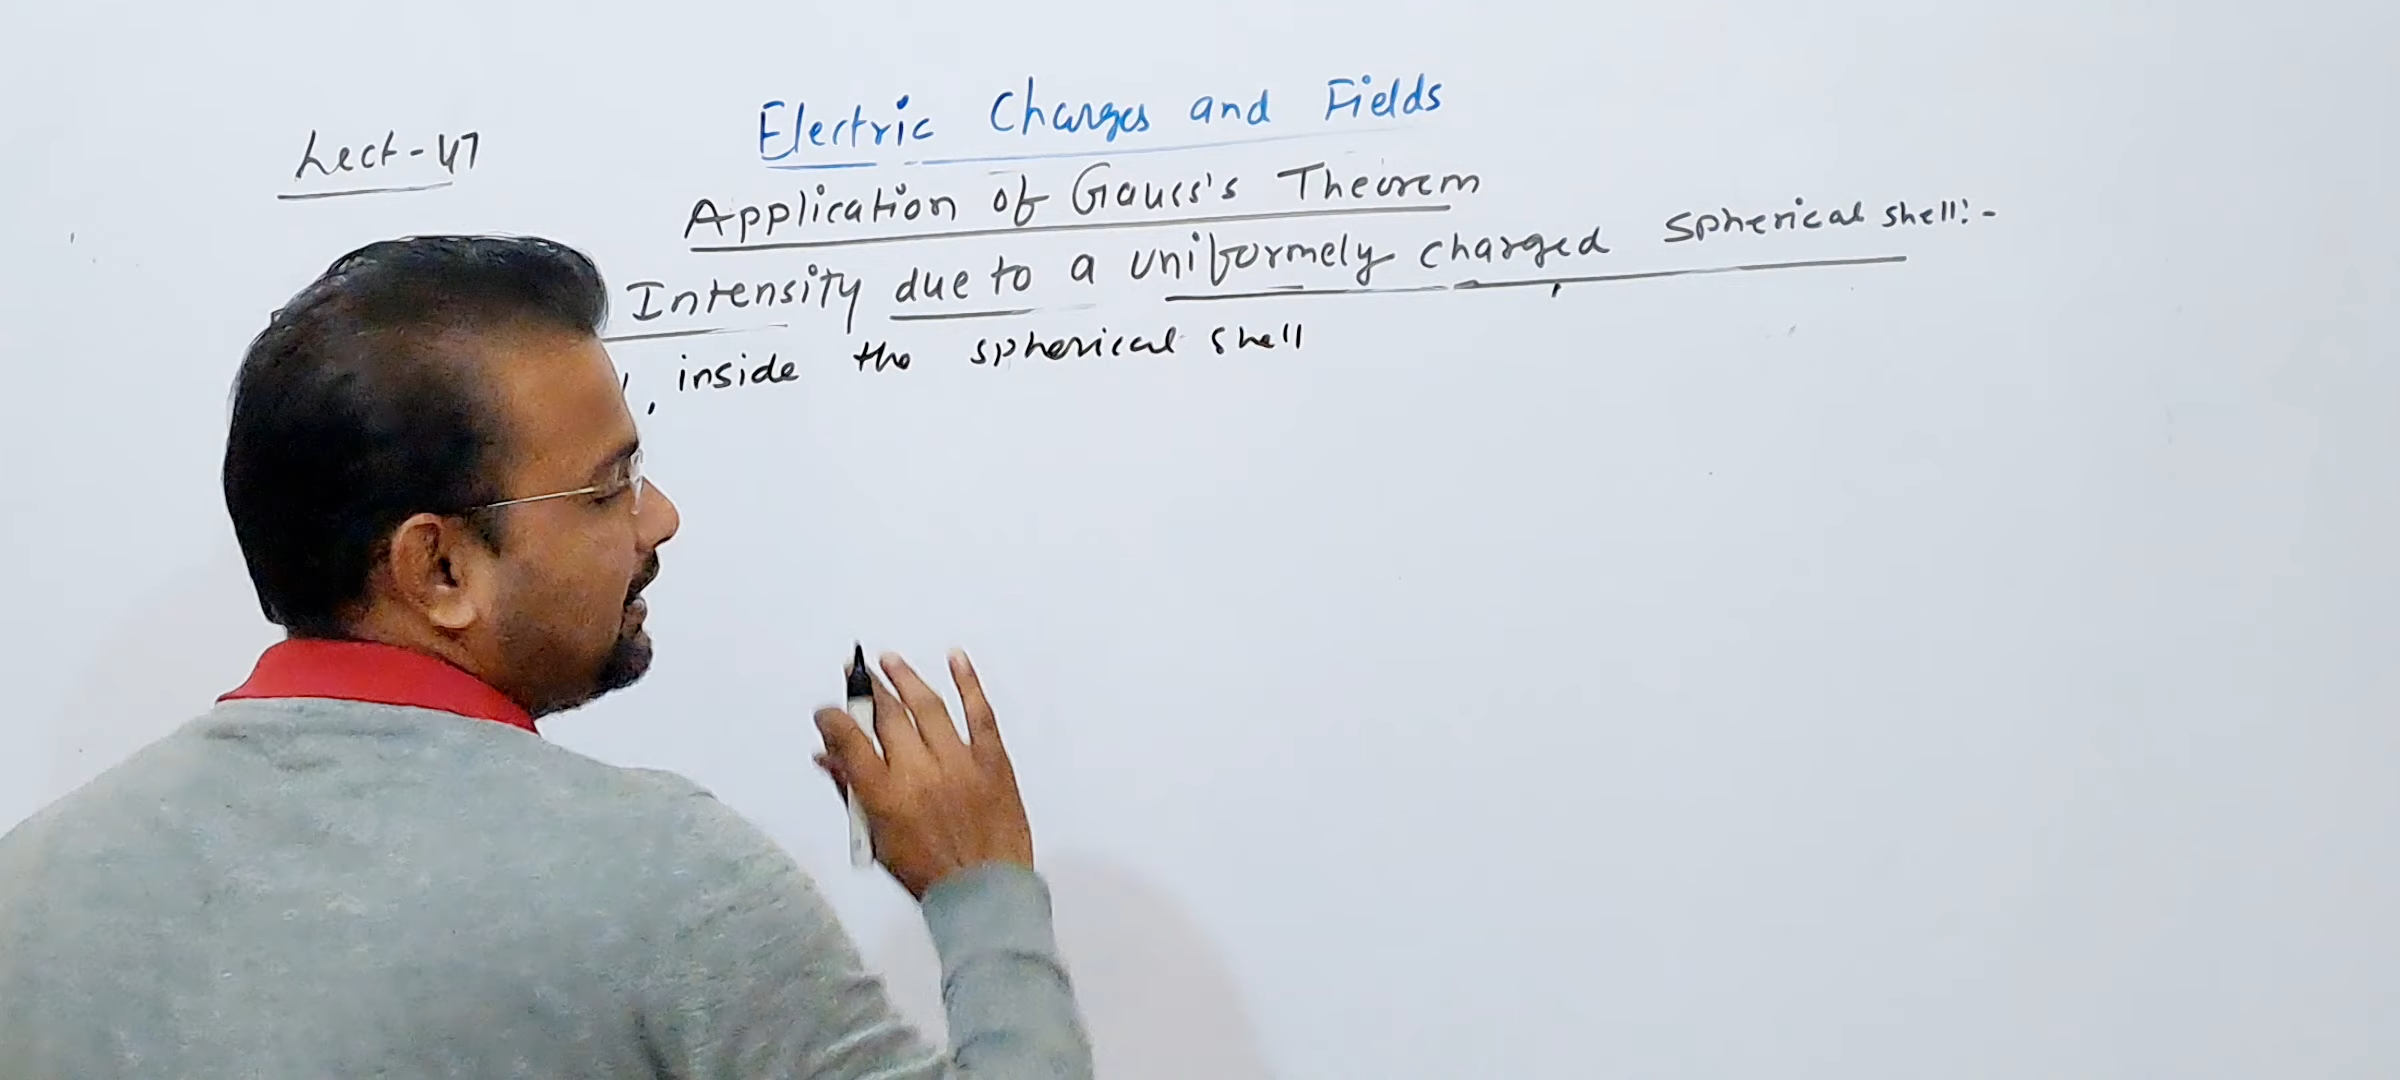 Electric Charges and Fields
Lect-47
Application of Gauss's Theorem
Intensity due to a uniformely charged spherical shell:-
, inside the spherical shell